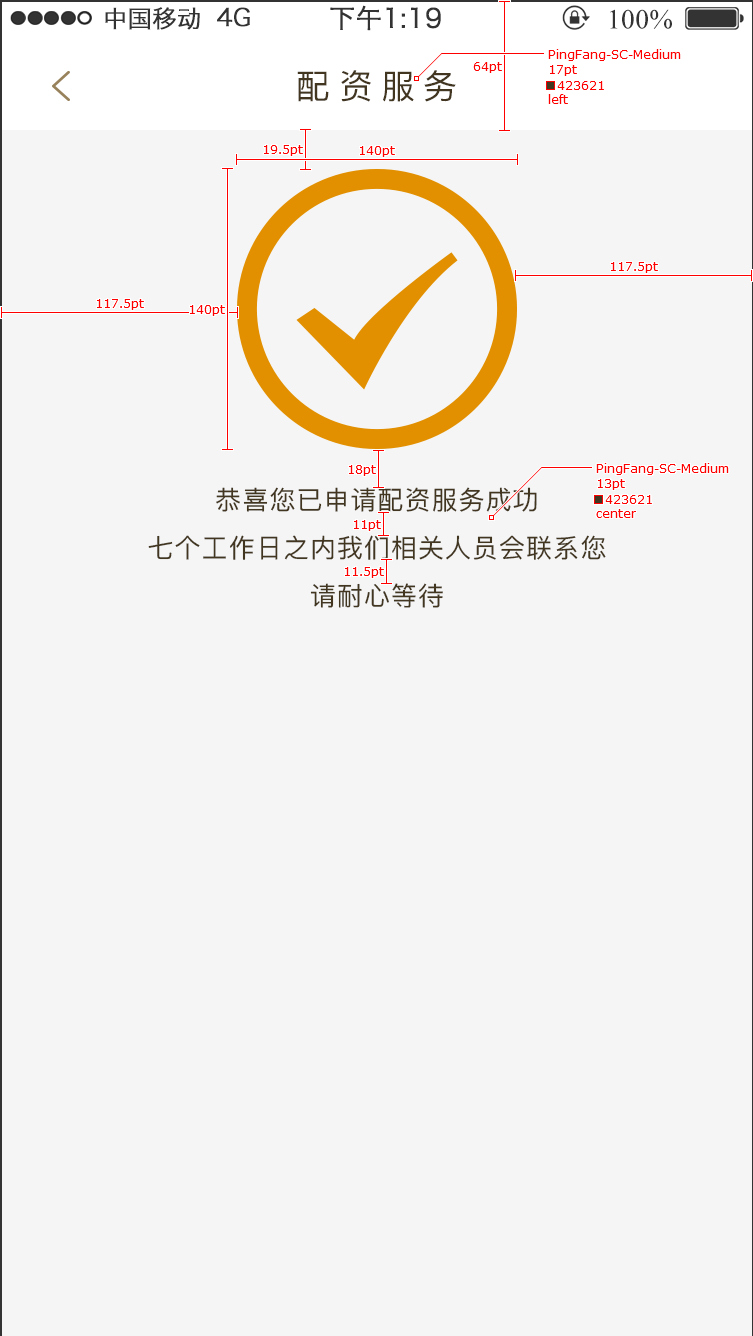 中国移动 4G 下午1:19 100%
配资服务
64pt
PingFang-SC-Medium
17pt
423621
left
19.5pt
140pt
117.5pt
117.5pt
140pt
18pt
PingFang-SC-Medium
13pt
423621
center
恭喜您已申请配资服务成功
11pt
七个工作日之内我们相关人员会联系您
11.5pt
请耐心等待